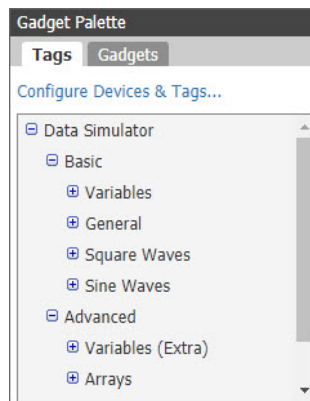 Gadget Palette
Tags Gadgets
Configure Devices & Tags...
Data Simulator
Basic
Variables
General
Square Waves
Sine Waves
Advanced
Variables (Extra)
Arrays